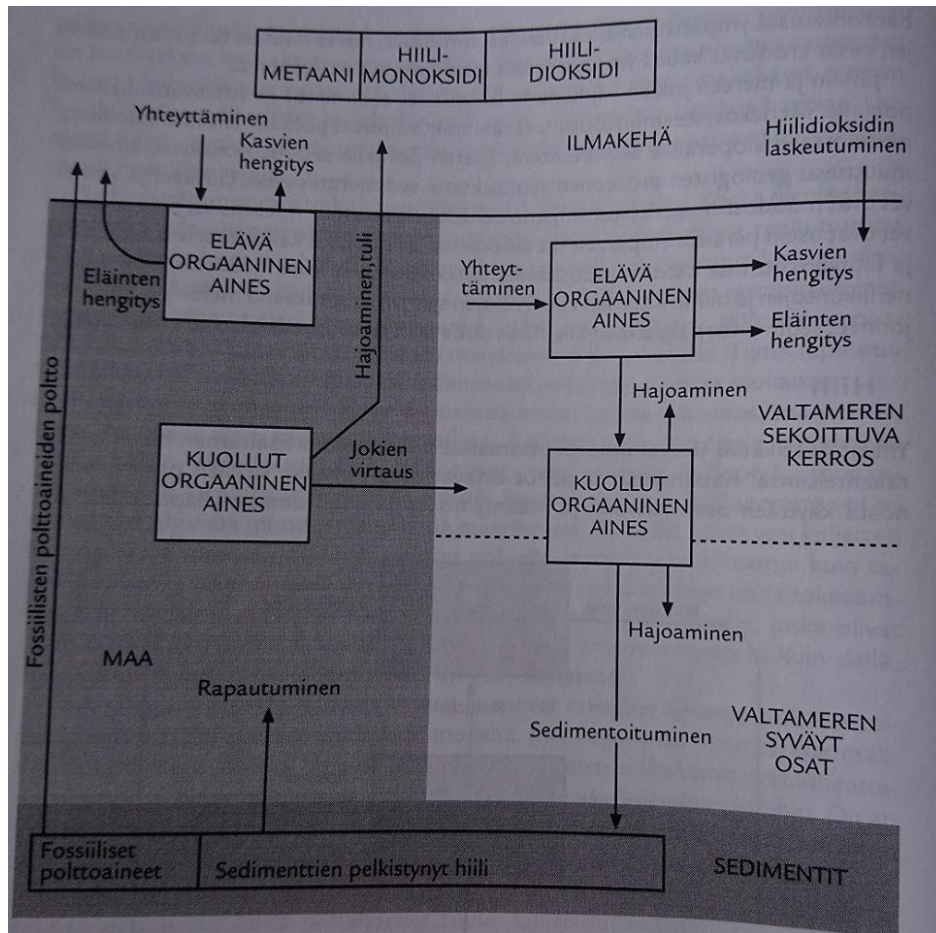 METAANI
HIILI-
MONOKSIDI
HIILI-
DIOKSIDI
Yhteyttäminen
Kasvien
hengitys
ILMAKEHÄ
Hiilidioksidin
laskeutuminen
ELÄVÄ
ORGAANINEN
AINES
Eläinten
hengitys
Hajoaminen,tuli
Fossiilisten polttoaineiden poltto
Yhteyt-
täminen
ELÄVÄ
ORGAANINEN
AINES
Kasvien
hengitys
Eläinten
hengitys
Hajoaminen
VALTAMEREN
SEKOITTUVA
KERROS
KUOLLUT
ORGAANINEN
AINES
Jokien
virtaus
KUOLLUT
ORGAANINEN
AINES
Hajoaminen
MAA
Rapautuminen
Sedimentoituminen
VALTAMEREN
SYVÄYT
OSAT
Fossiiliset
polttoaineet
Sedimenttien pelkistynyt hiili
SEDIMENTIT